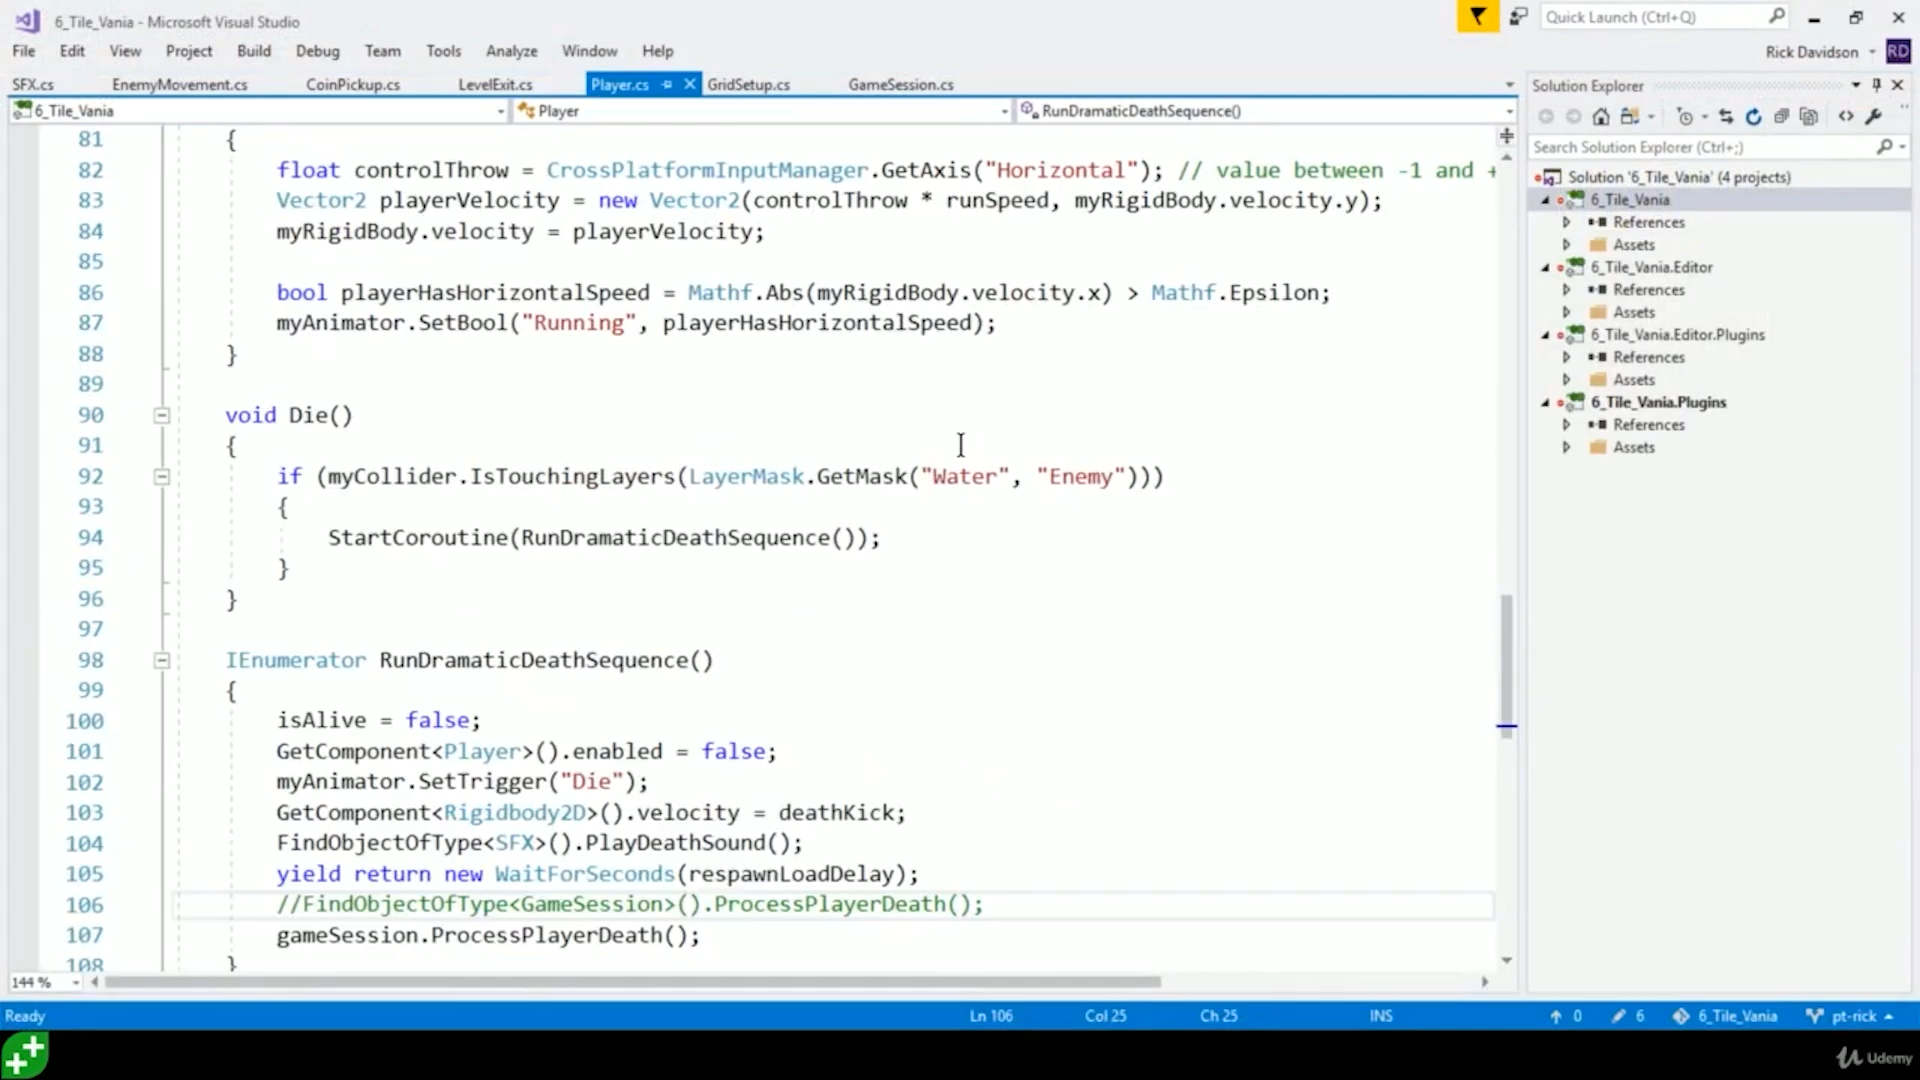 6_Tile_Vania - Microsoft Visual Studio
Quick Launch (Ctrl+Q)
File Edit View Project Build Debug Team Tools Analyze Window Help
Rick Davidson
RD
SFX.cs EnemyMovement.cs CoinPickup.cs LevelExit.cs Player.cs GridSetup.cs GameSession.cs
6_Tile_Vania Player RunDramaticDeathSequence()
81 {
82 float controlThrow = CrossPlatformInputManager.GetAxis("Horizontal"); // value between -1 and +
83 Vector2 playerVelocity = new Vector2(controlThrow * runSpeed, myRigidBody.velocity.y);
84 myRigidBody.velocity = playerVelocity;
85
86 bool playerHasHorizontalSpeed = Mathf.Abs(myRigidBody.velocity.x) > Mathf.Epsilon;
87 myAnimator.SetBool("Running", playerHasHorizontalSpeed);
88 }
89
90 void Die()
91 {
92 if (myCollider.IsTouchingLayers(LayerMask.GetMask("Water", "Enemy")))
93 {
94 StartCoroutine(RunDramaticDeathSequence());
95 }
96 }
97
98 IEnumerator RunDramaticDeathSequence()
99 {
100 isAlive = false;
101 GetComponent<Player>().enabled = false;
102 myAnimator.SetTrigger("Die");
103 GetComponent<Rigidbody2D>().velocity = deathKick;
104 FindObjectOfType<SFX>().PlayDeathSound();
105 yield return new WaitForSeconds(respawnLoadDelay);
106 //FindObjectOfType<GameSession>().ProcessPlayerDeath();
107 gameSession.ProcessPlayerDeath();
108 }
144 %
Solution Explorer
Search Solution Explorer (Ctrl+;)
Solution '6_Tile_Vania' (4 projects)
6_Tile_Vania
References
Assets
6_Tile_Vania.Editor
References
Assets
6_Tile_Vania.Editor.Plugins
References
Assets
6_Tile_Vania.Plugins
References
Assets
Ready Ln 106 Col 25 Ch 25 INS 0 6 6_Tile_Vania pt-rick
Udemy